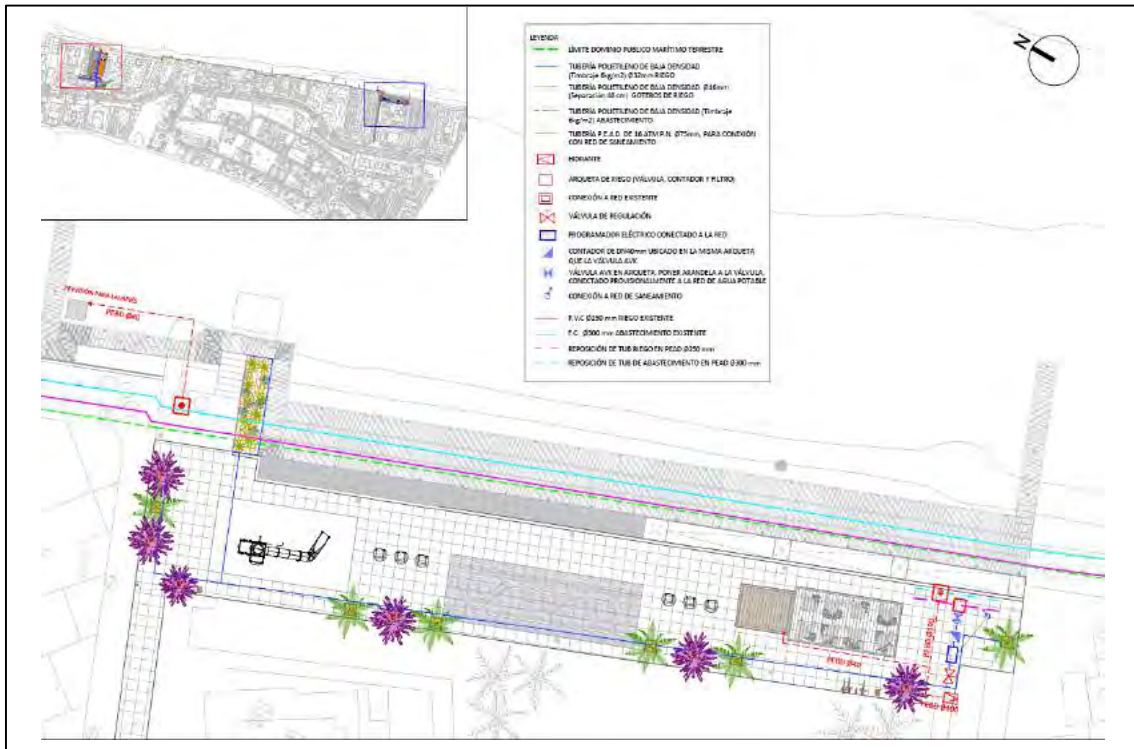 N
LEYENDA
LÍMITE DOMINIO PUBLICO MARÍTIMO TERRESTRE
TUBERÍA POLIETILENO DE BAJA DENSIDAD
(Timbraje 6kg/m2) Ø32mm RIEGO
TUBERÍA POLIETILENO DE BAJA DENSIDAD Ø16mm
(Separación 40 cm) GOTEROS DE RIEGO
TUBERÍA POLIETILENO DE BAJA DENSIDAD (Timbraje
6kg/m2) ABASTECIMIENTO
TUBERÍA P.E.A.D. DE 16 ATM P.N. Ø75mm, PARA CONEXIÓN
CON RED DE SANEAMIENTO
HIDRANTE
ARQUETA DE RIEGO (VÁLVULA, CONTADOR Y FILTRO)
CONEXIÓN A RED EXISTENTE
VÁLVULA DE REGULACIÓN
PROGRAMADOR ELÉCTRICO CONECTADO A LA RED
CONTADOR DE DN40mm UBICADO EN LA MISMA ARQUETA
QUE LA VÁLVULA AVK
VÁLVULA AVK EN ARQUETA. PONER ARANDELA A LA VÁLVULA.
CONECTADO PROVISIONALMENTE A LA RED DE AGUA POTABLE
CONEXIÓN A RED DE SANEAMIENTO
P.V.C Ø250 mm RIEGO EXISTENTE
F.C. Ø300 mm ABASTECIMIENTO EXISTENTE
REPOSICIÓN DE TUB RIEGO EN PEAD Ø250 mm
REPOSICIÓN DE TUB DE ABASTECIMIENTO EN PEAD Ø300 mm
PREVISIÓN PARA LAVAPIÉS
PEBD Ø40
PEBD Ø40